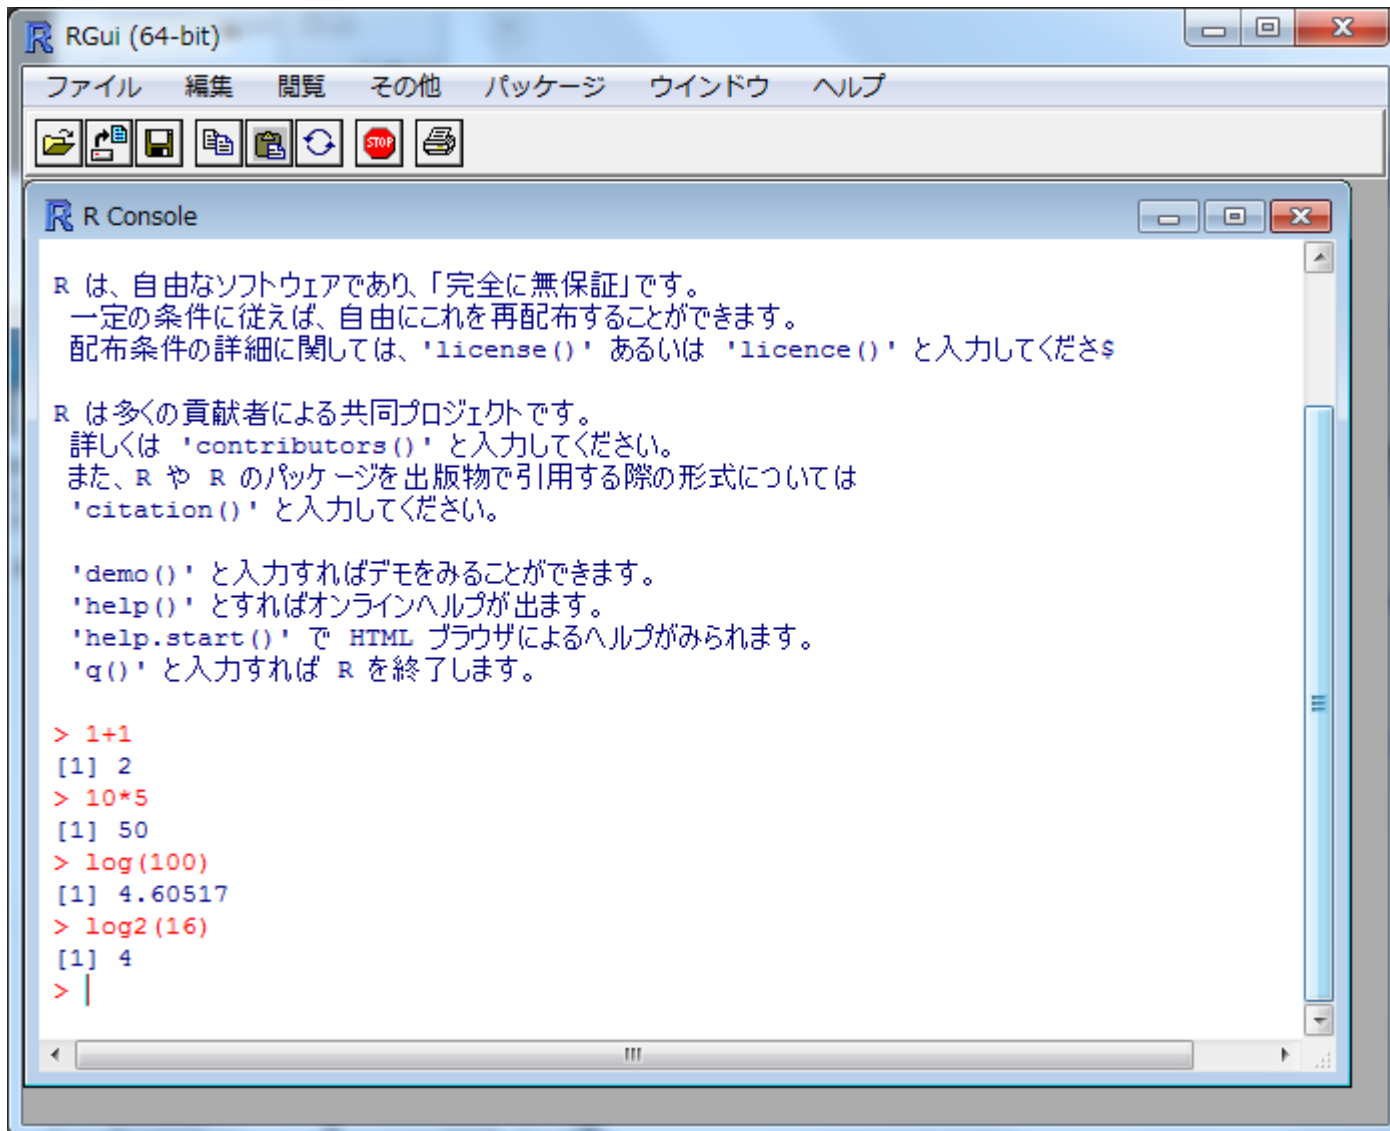 RGui (64-bit)
ファイル 編集 閲覧 その他 パッケージ ウインドウ ヘルプ
STOP
R Console
R は、自由なソフトウェアであり、「完全に無保証」です。
一定の条件に従えば、自由にこれを再配布することができます。
配布条件の詳細に関しては、'license()' あるいは 'licence()' と入力してくださ$
R は多くの貢献者による共同プロジェクトです。
詳しくは 'contributors()' と入力してください。
また、R や R のパッケージを出版物で引用する際の形式については
'citation()' と入力してください。
'demo()' と入力すればデモをみることができます。
'help()' とすればオンラインヘルプが出ます。
'help.start()' で HTML ブラウザによるヘルプがみられます。
'q()' と入力すれば R を終了します。
> 1+1
[1] 2
> 10*5
[1] 50
> log(100)
[1] 4.60517
> log2(16)
[1] 4
>